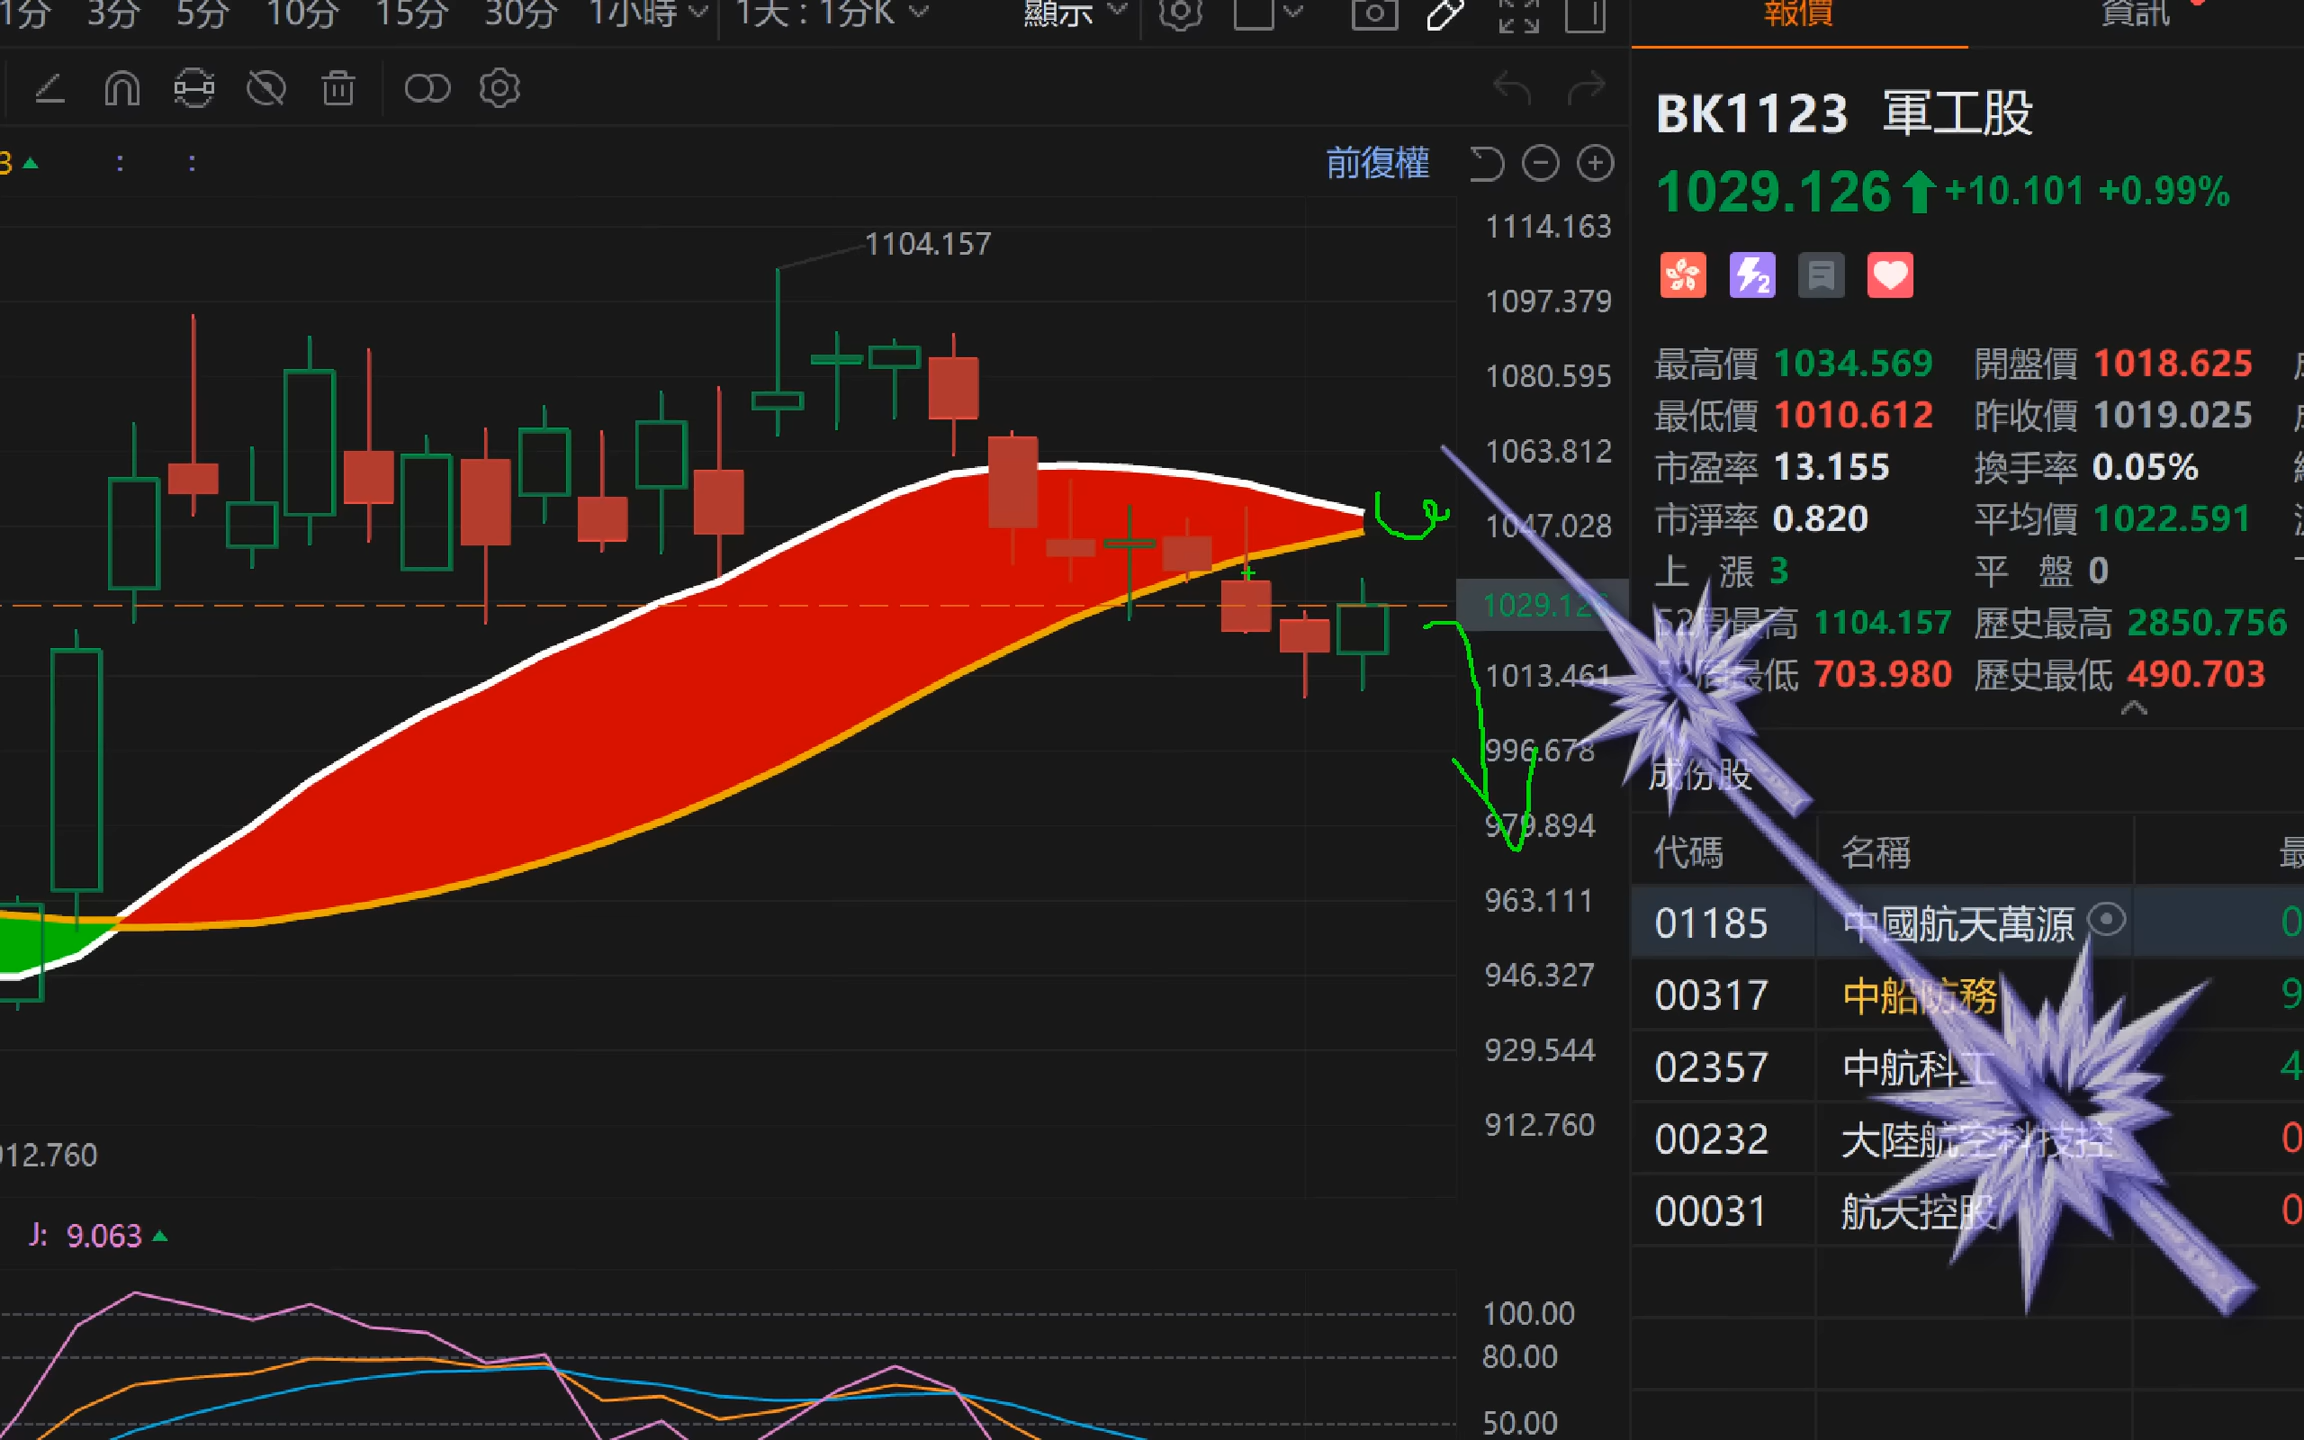 1分 3分 5分 10分 15分 30分 1小時 1天 : 1分K 顯示
報價 資訊
前復權
BK1123 軍工股
1029.126 +10.101 +0.99%
最高價 1034.569 開盤價 1018.625
最低價 1010.612 昨收價 1019.025
市盈率 13.155 換手率 0.05%
市淨率 0.820 平均價 1022.591
上漲 3 平盤 0
52周最高 1104.157 歷史最高 2850.756
52周最低 703.980 歷史最低 490.703
成份股
代碼 名稱
01185 中國航天萬源
00317 中船防務
02357 中航科工
00232 大陸航空科技控
00031 航天控股
1104.157
1114.163
1097.379
1080.595
1063.812
1047.028
1029.126
1013.461
996.678
979.894
963.111
946.327
929.544
912.760
912.760
J: 9.063
100.00
80.00
50.00